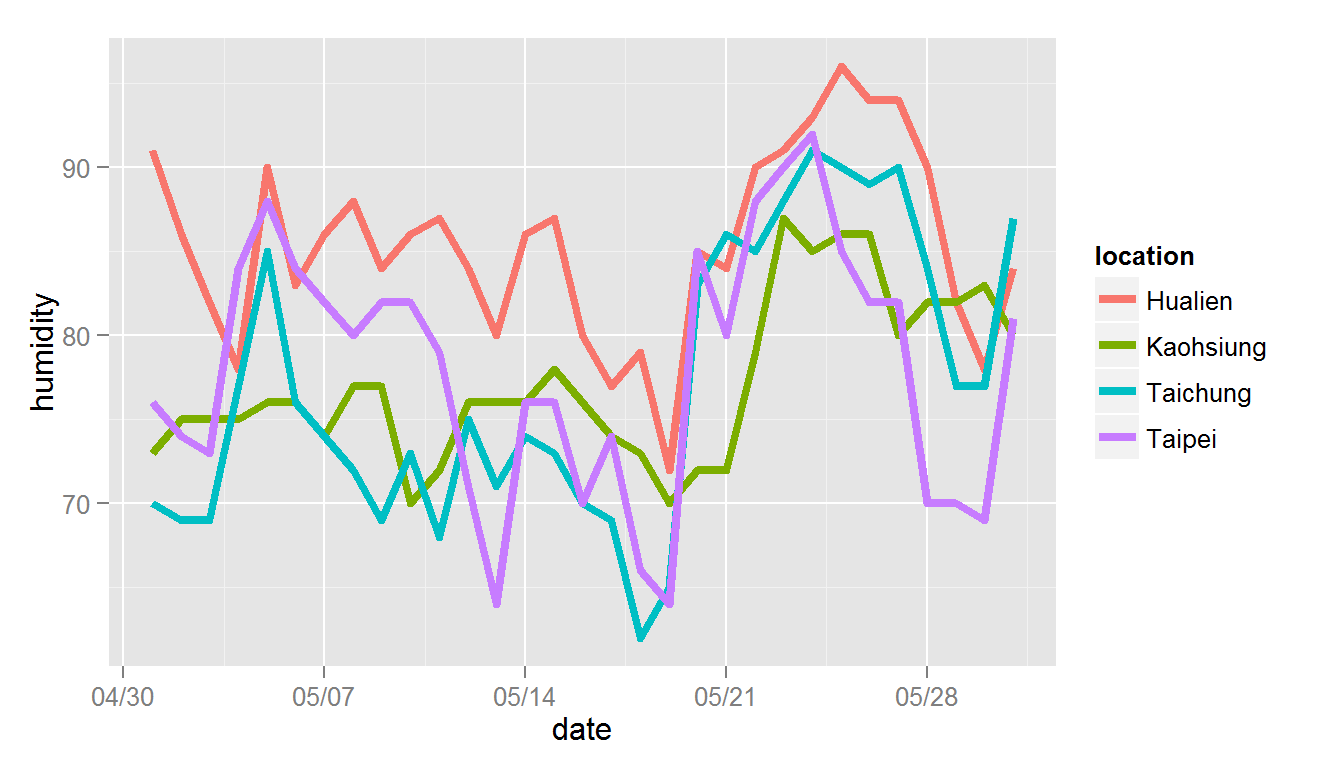 90
80
70
humidity
04/30 05/07 05/14 05/21 05/28
date
location
Hualien
Kaohsiung
Taichung
Taipei